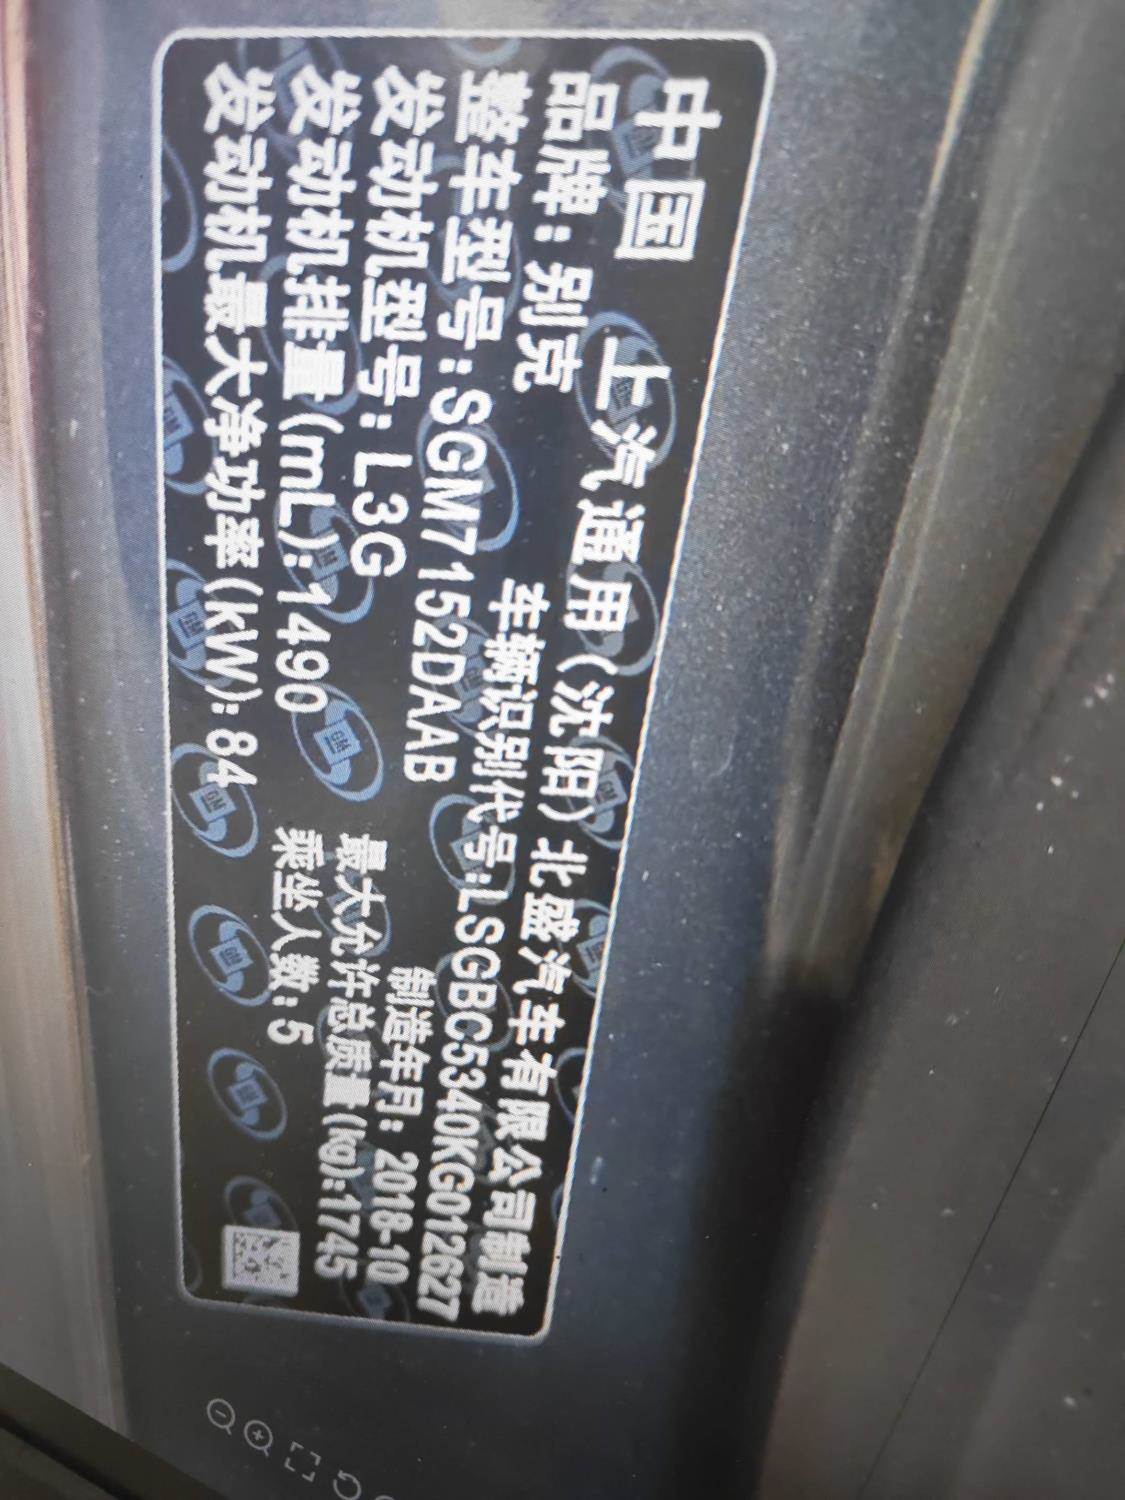 中国 上汽通用(沈阳)北盛汽车有限公司制造
品牌:别克
车辆识别代号:LSGBC5340KG012627
整车型号:SGM7152DAAB
制造年月:2018-10
发动机型号:L3G
最大允许总质量(kg):1745
发动机排量(mL):1490
乘坐人数:5
发动机最大净功率(kW):84